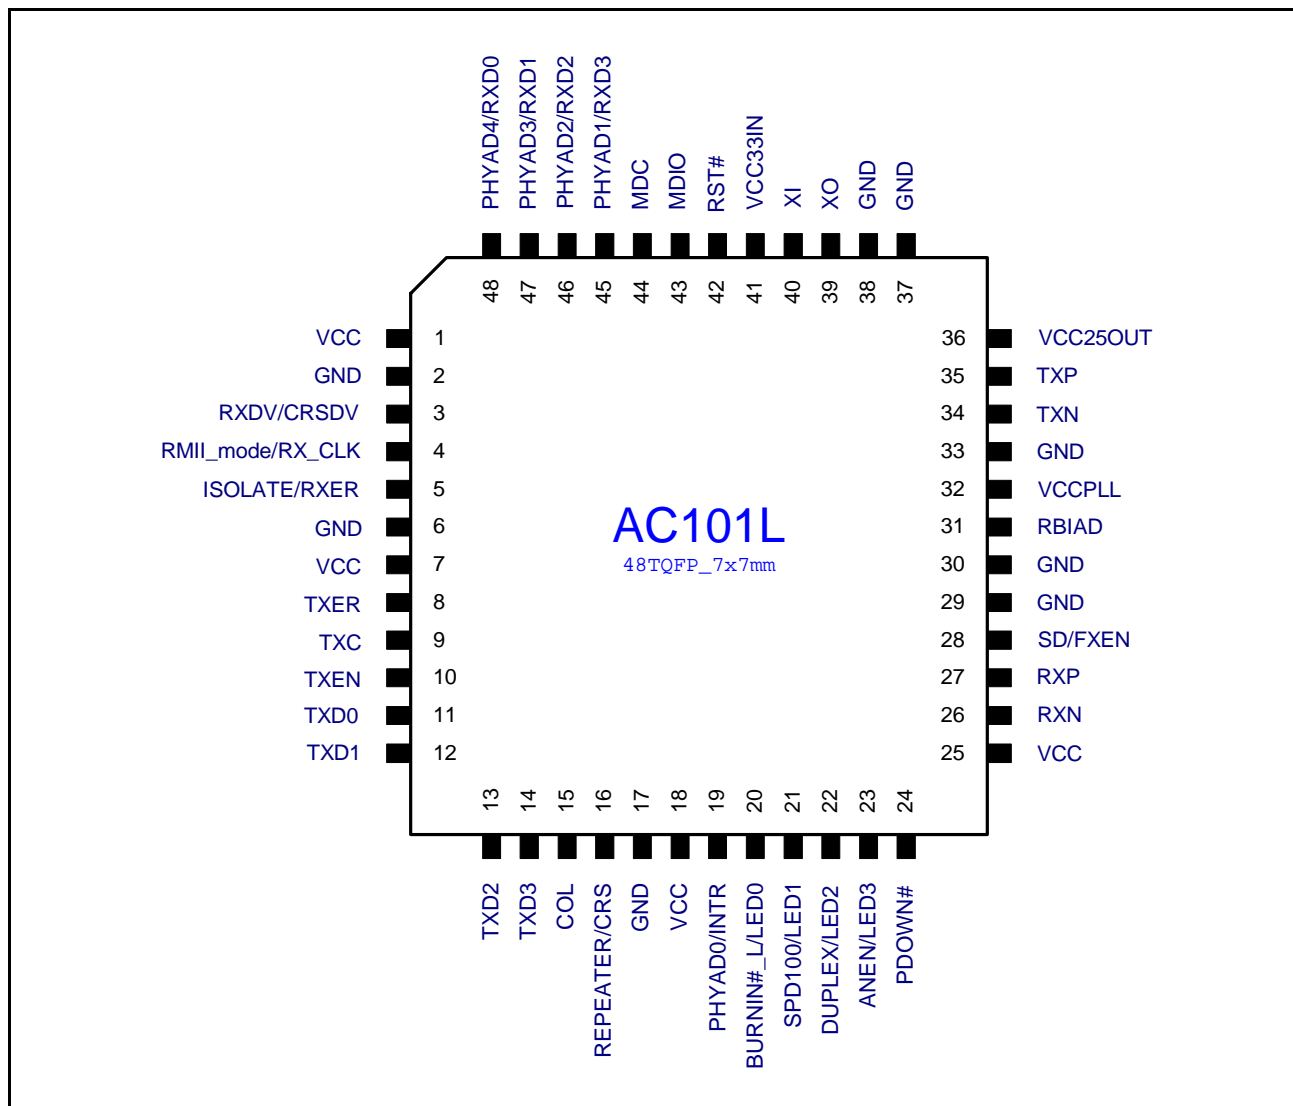 PHYAD4/RXD0
PHYAD3/RXD1
PHYAD2/RXD2
PHYAD1/RXD3
MDC
MDIO
RST#
VCC33IN
XI
XO
GND
GND
48
47
46
45
44
43
42
41
40
39
38
37
VCC 1
GND 2
RXDV/CRSDV 3
RMII_mode/RX_CLK 4
ISOLATE/RXER 5
GND 6
VCC 7
TXER 8
TXC 9
TXEN 10
TXD0 11
TXD1 12
AC101L
48TQFP_7x7mm
36 VCC25OUT
35 TXP
34 TXN
33 GND
32 VCCPLL
31 RBIAD
30 GND
29 GND
28 SD/FXEN
27 RXP
26 RXN
25 VCC
13
14
15
16
17
18
19
20
21
22
23
24
TXD2
TXD3
COL
REPEATER/CRS
GND
VCC
PHYAD0/INTR
BURNIN#_L/LED0
SPD100/LED1
DUPLEX/LED2
ANEN/LED3
PDOWN#